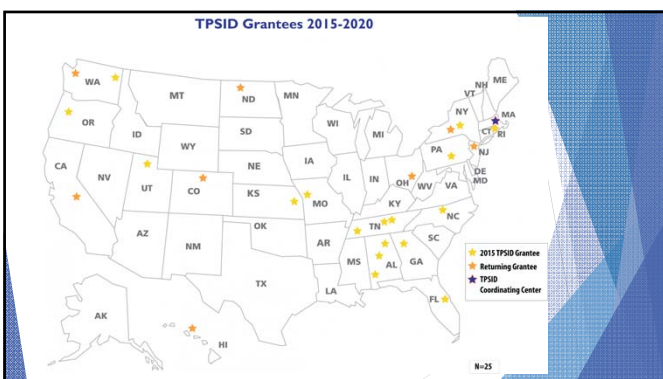 TPSID Grantees 2015-2020
WA
MT
ND
MN
ME
NH
VT
OR
ID
SD
WI
MI
NY
MA
CT
RI
WY
IA
PA
NJ
CA
NV
UT
CO
NE
IL
IN
OH
WV
VA
DE
MD
KS
MO
KY
AZ
NM
OK
AR
TN
NC
SC
MS
AL
GA
TX
LA
FL
AK
HI
2015 TPSID Grantee
Returning Grantee
TPSID
Coordinating Center
N=25